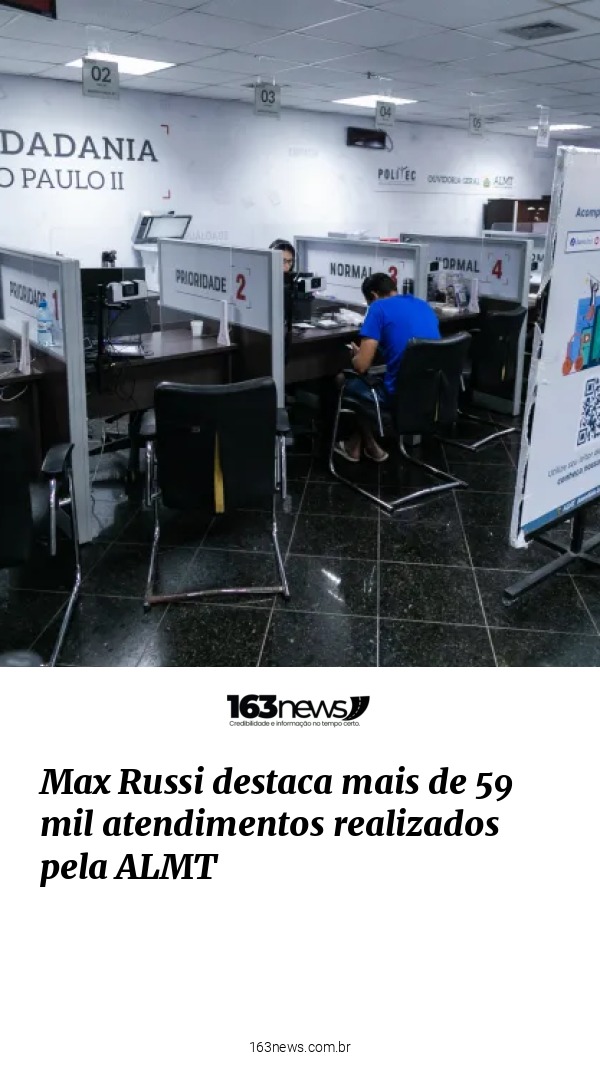 02
03
04
05
DADANIA
O PAULO II
POLITEC
OUVIDORIA GERAL
ALMT
Acomp
PRIORIDADE 1
PRIORIDADE 2
NORMAL 3
NORMAL 4
163news
Credibilidade e informação no tempo certo.
Max Russi destaca mais de 59
mil atendimentos realizados
pela ALMT
163news.com.br